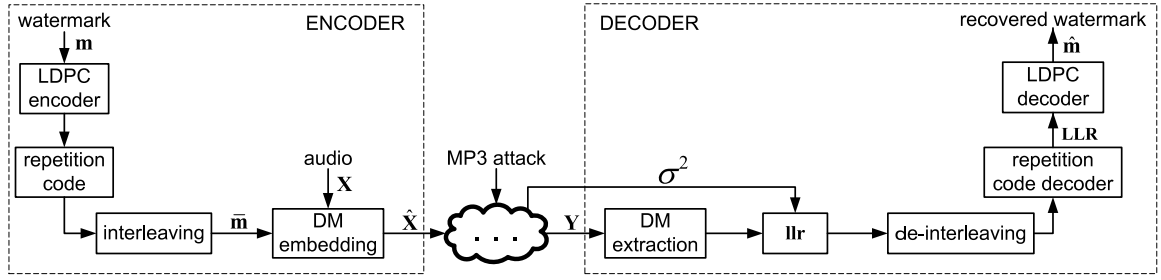 watermark
m
ENCODER
LDPC
encoder
repetition
code
interleaving
m̄
audio
X
DM
embedding
X̂
MP3 attack
. . .
Y
DECODER
σ²
DM
extraction
llr
de-interleaving
repetition
code decoder
LLR
LDPC
decoder
m̂
recovered watermark